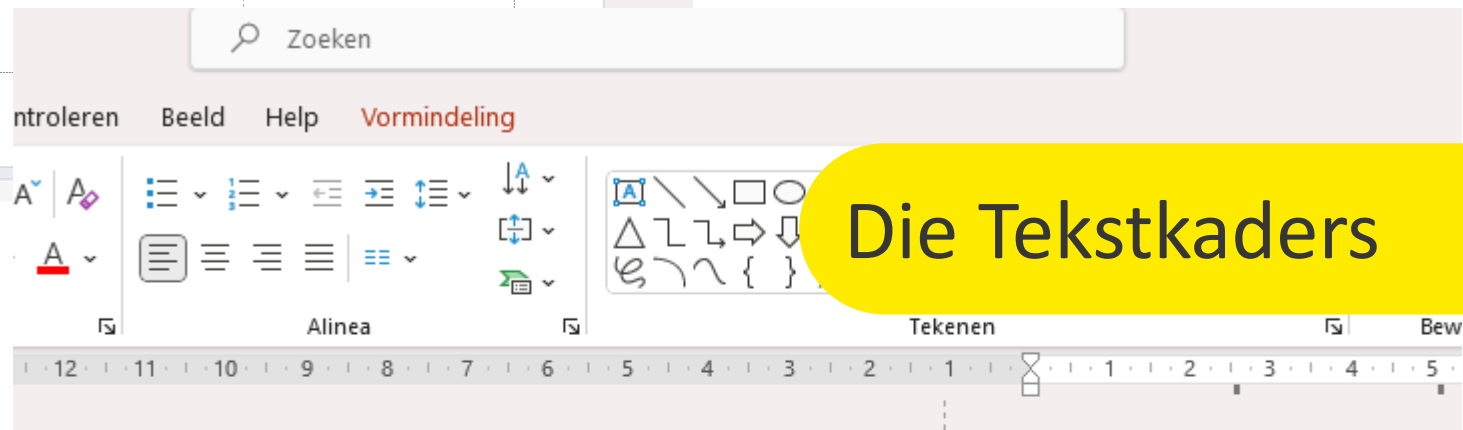 Zoeken
ntroleren Beeld Help Vormindeling
Die Tekstkaders
Alinea Tekenen Bew
12 11 10 9 8 7 6 5 4 3 2 1 1 2 3 4 5